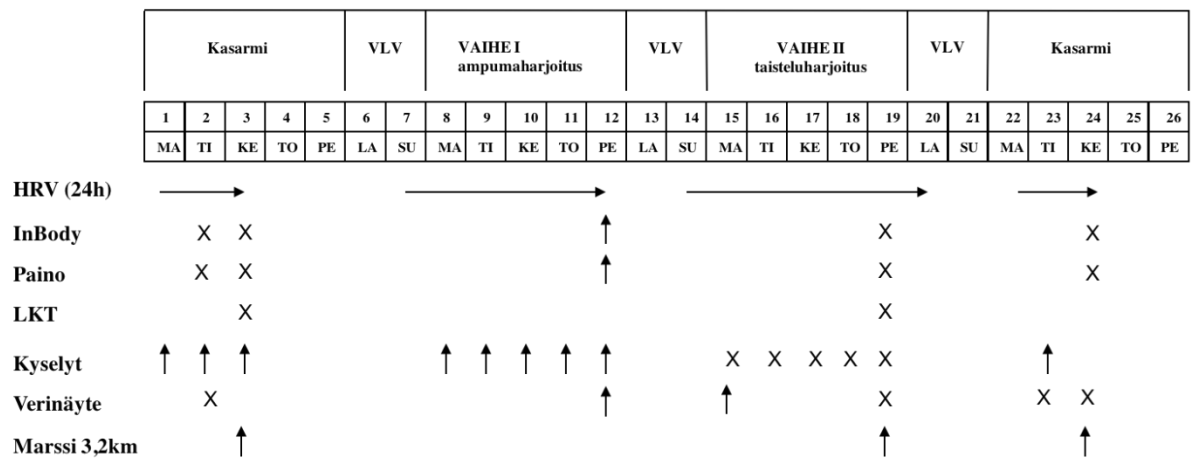 Kasarmi VLV VAIHE I VLV VAIHE II VLV Kasarmi
ampumaharjoitus taisteluharjoitus
1 2 3 4 5 6 7 8 9 10 11 12 13 14 15 16 17 18 19 20 21 22 23 24 25 26
MA TI KE TO PE LA SU MA TI KE TO PE LA SU MA TI KE TO PE LA SU MA TI KE TO PE
HRV (24h)
InBody X X X X
Paino X X X X
LKT X X
Kyselyt X X X X X
Verinäyte X X X X
Marssi 3,2km